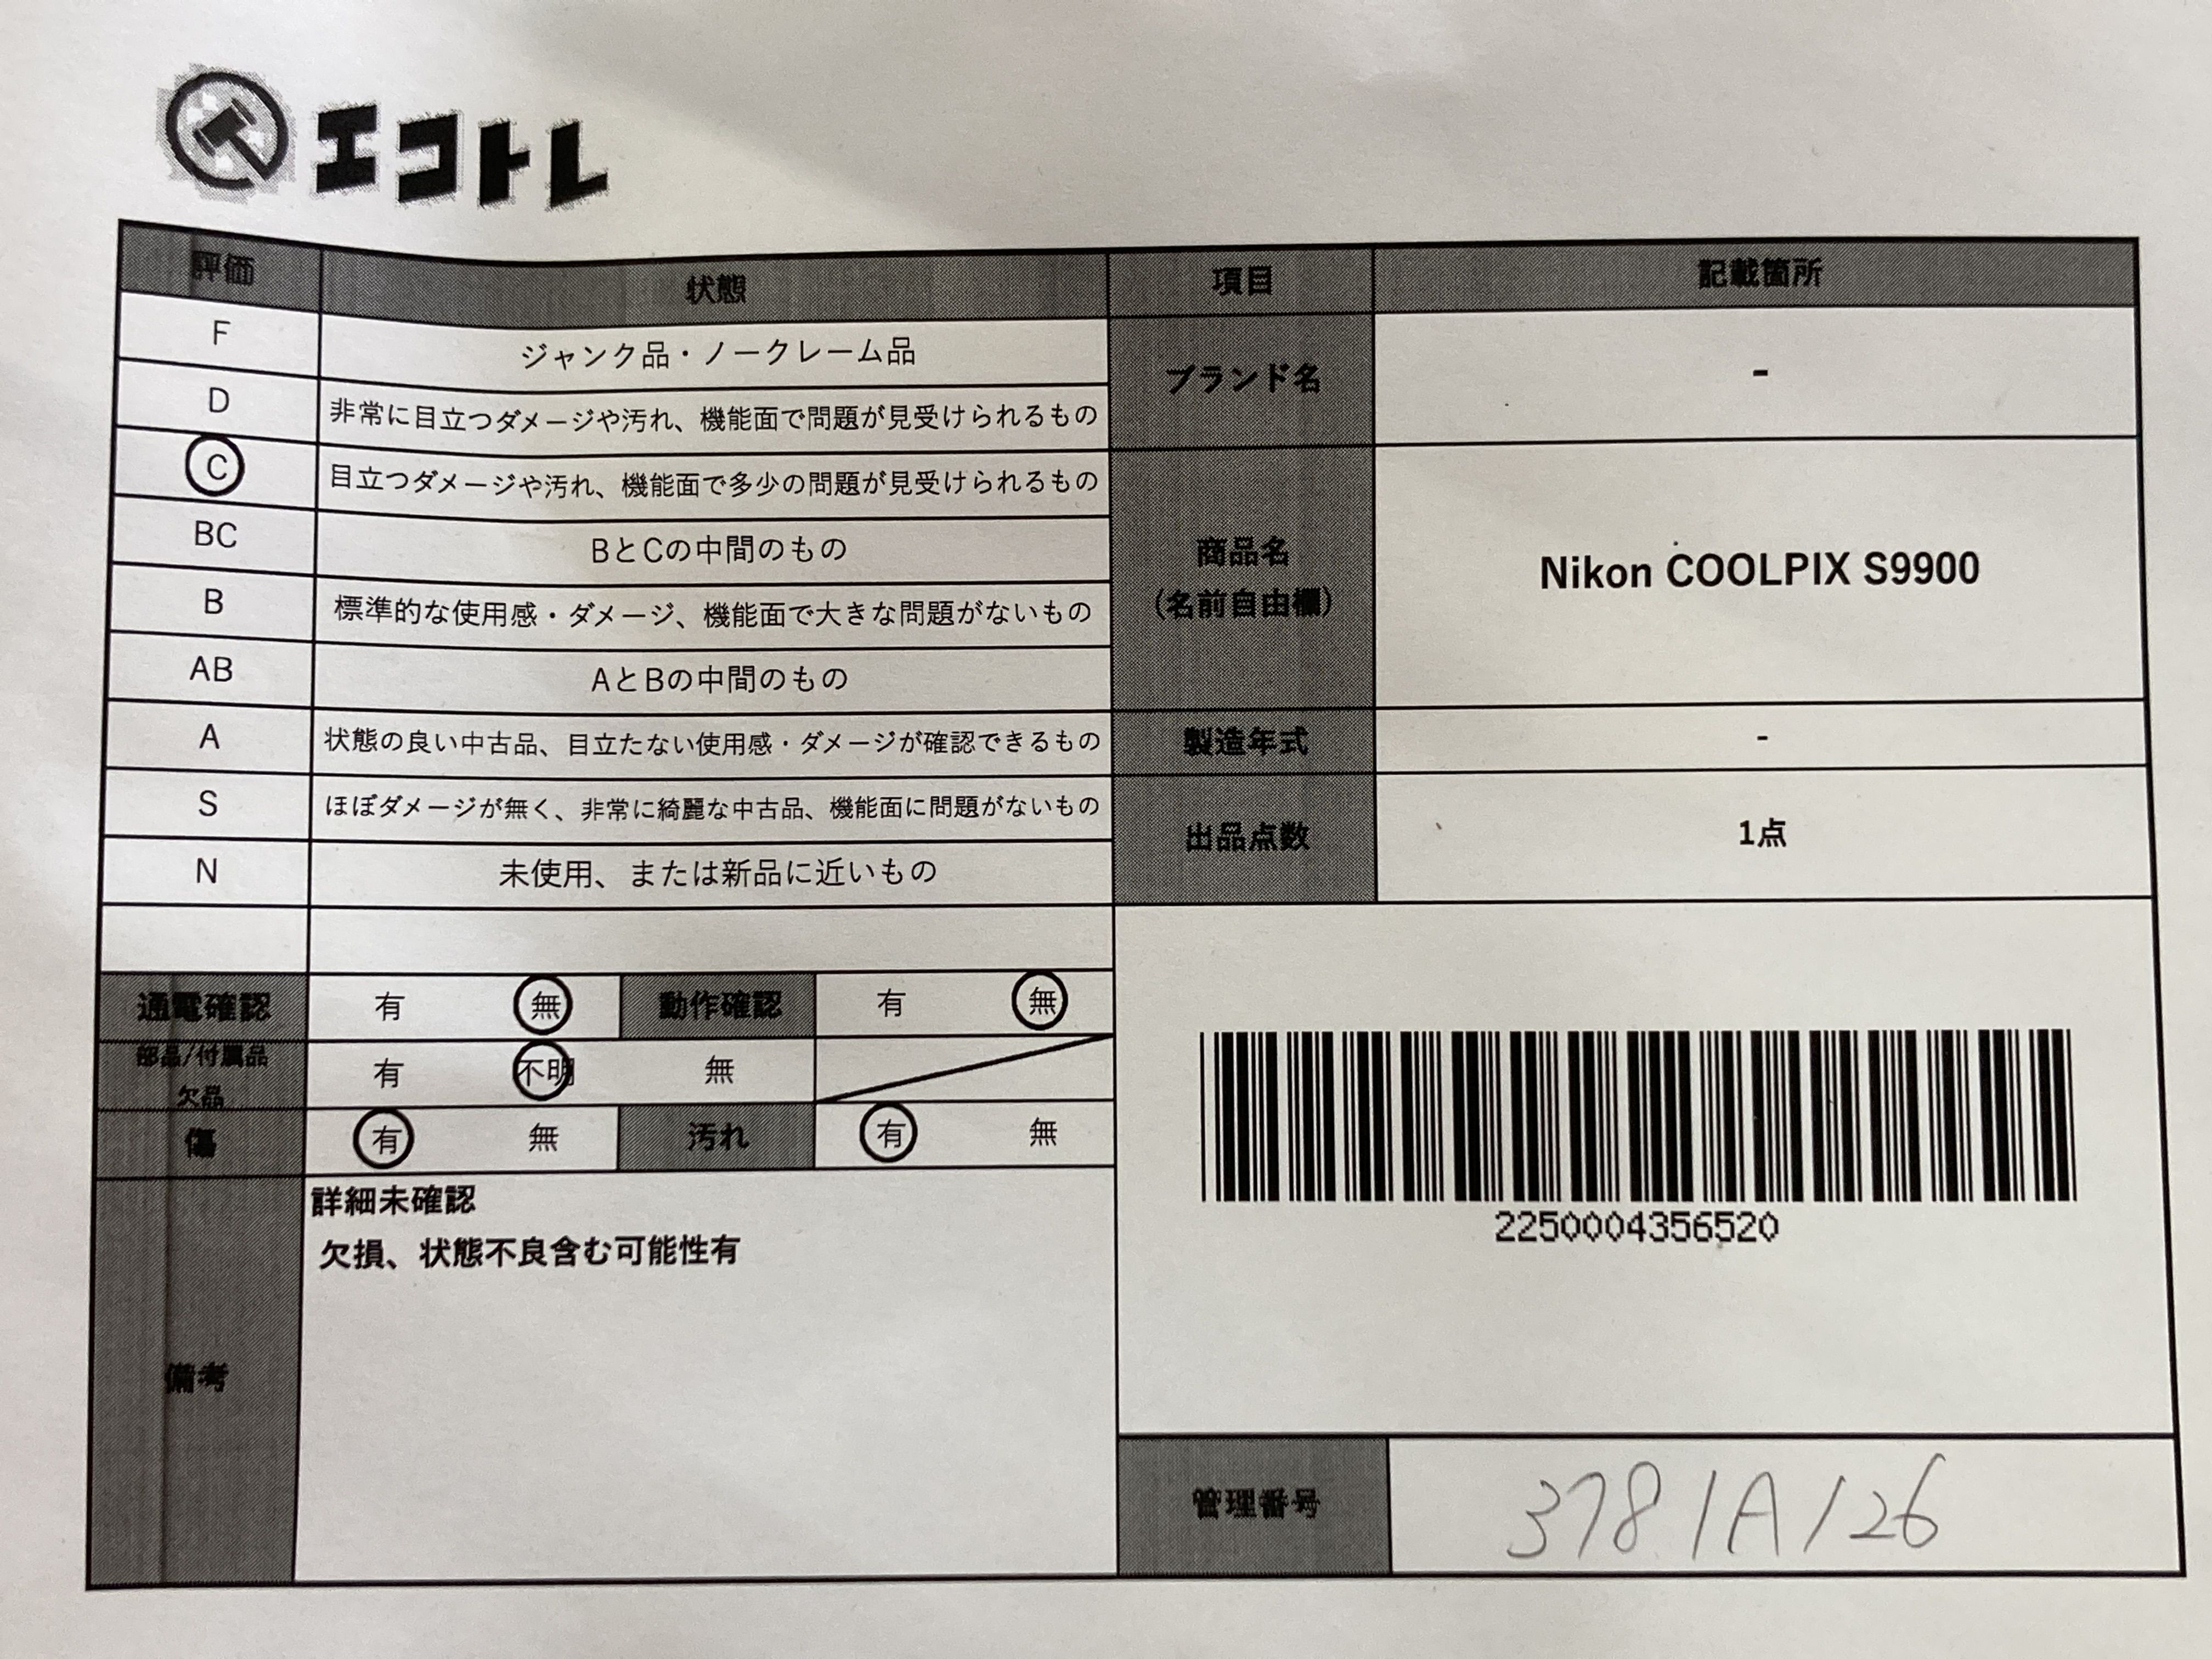 エコトレ
評価 状態 項目 記載箇所
F ジャンク品・ノークレーム品
D 非常に目立つダメージや汚れ、機能面で問題が見受けられるもの
C 目立つダメージや汚れ、機能面で多少の問題が見受けられるもの
BC BとCの中間のもの
B 標準的な使用感・ダメージ、機能面で大きな問題がないもの
AB AとBの中間のもの
A 状態の良い中古品、目立たない使用感・ダメージが確認できるもの
S ほぼダメージが無く、非常に綺麗な中古品、機能面に問題がないもの
N 未使用、または新品に近いもの
ブランド名 -
商品名
(名前自由欄)
Nikon COOLPIX S9900
製造年式 -
出品点数 1点
通電確認 有 無 動作確認 有 無
部品/付属品
欠品
有 不明 無
傷 有 無 汚れ 有 無
備考
詳細未確認
欠損、状態不良含む可能性有
2250004356520
管理番号 3781A126